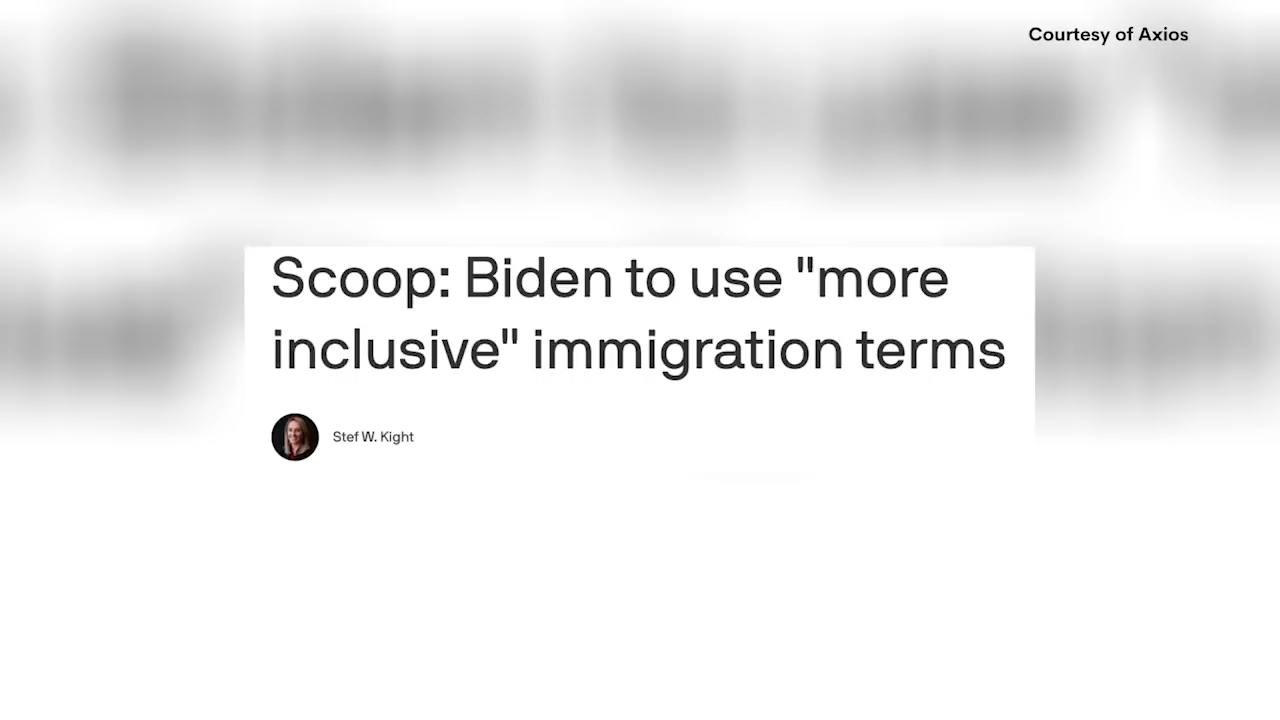 Courtesy of Axios
Scoop: Biden to use "more
inclusive" immigration terms
Stef W. Kight